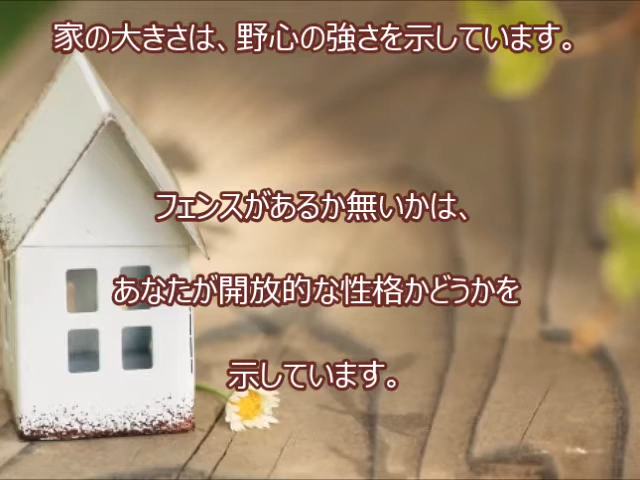 家の大きさは、野心の強さを示しています。
フェンスがあるか無いかは、
あなたが開放的な性格かどうかを
示しています。